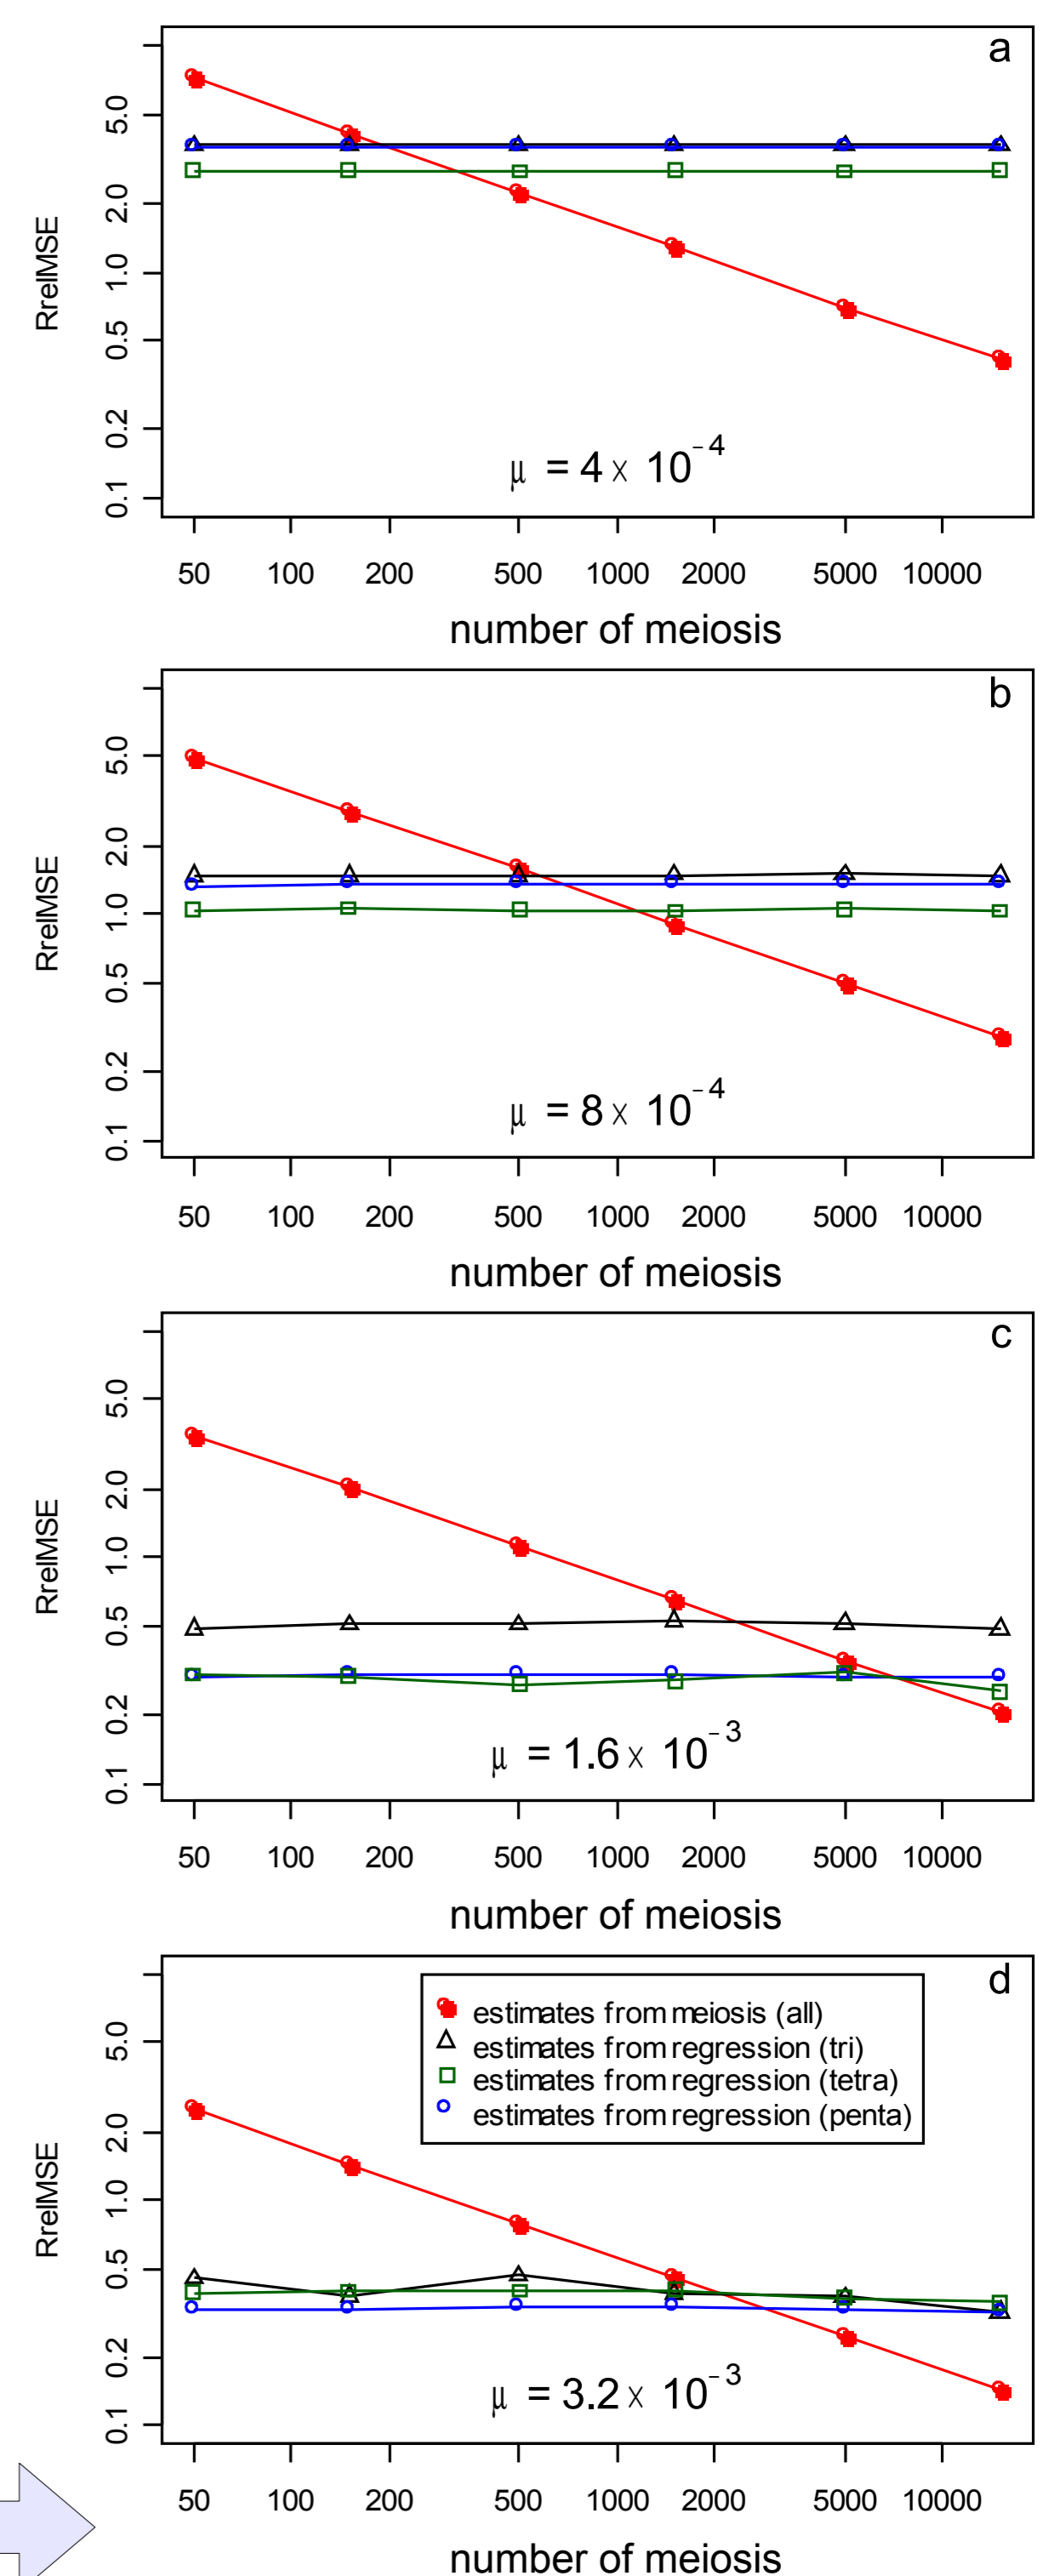 a
RrelMSE
5.0
2.0
1.0
0.5
0.2
0.1
μ = 4 × 10⁻⁴
50 100 200 500 1000 2000 5000 10000
number of meiosis
b
RrelMSE
5.0
2.0
1.0
0.5
0.2
0.1
μ = 8 × 10⁻⁴
50 100 200 500 1000 2000 5000 10000
number of meiosis
c
RrelMSE
5.0
2.0
1.0
0.5
0.2
0.1
μ = 1.6 × 10⁻³
50 100 200 500 1000 2000 5000 10000
number of meiosis
d
estimates from meiosis (all)
estimates from regression (tri)
estimates from regression (tetra)
estimates from regression (penta)
RrelMSE
5.0
2.0
1.0
0.5
0.2
0.1
μ = 3.2 × 10⁻³
50 100 200 500 1000 2000 5000 10000
number of meiosis